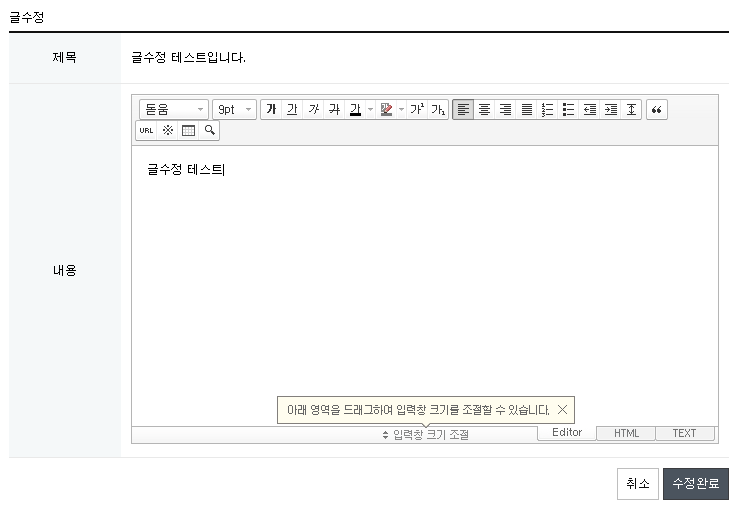 글수정
제목 글수정 테스트입니다.
돋움 9pt 가 가 가 가 가 가¹ 가₁ “
URL ※
글수정 테스트
내용
아래 영역을 드래그하여 입력창 크기를 조절할 수 있습니다.
입력창 크기 조절 Editor HTML TEXT
취소 수정완료